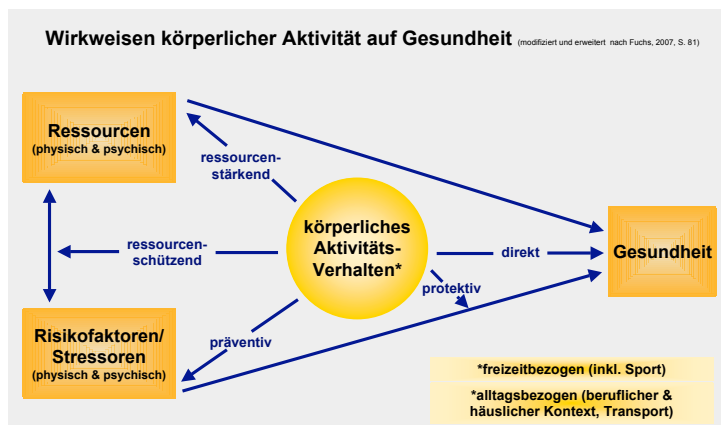 Wirkweisen körperlicher Aktivität auf Gesundheit (modifiziert und erweitert nach Fuchs, 2007, S. 81)
Ressourcen
(physisch & psychisch)
ressourcen-
stärkend
körperliches
Aktivitäts-
Verhalten*
ressourcen-
schützend
direkt
Gesundheit
protektiv
Risikofaktoren/
Stressoren
(physisch & psychisch)
präventiv
*freizeitbezogen (inkl. Sport)
*alltagsbezogen (beruflicher &
häuslicher Kontext, Transport)